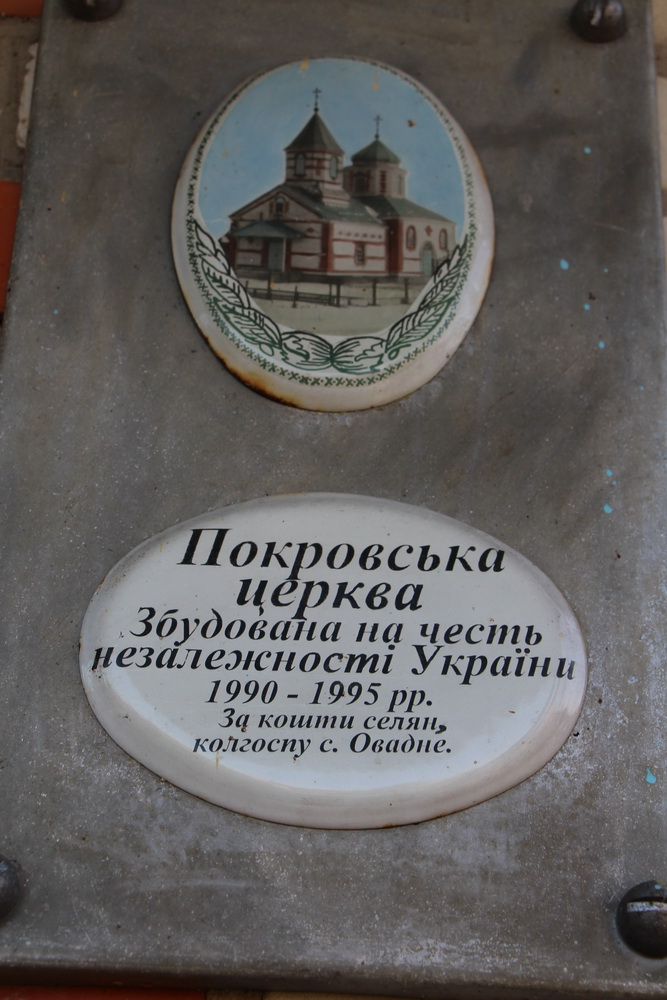 Покровська
церква
Збудована на честь
незалежності України
1990 - 1995 рр.
За кошти селян,
колгоспу с. Овадне.